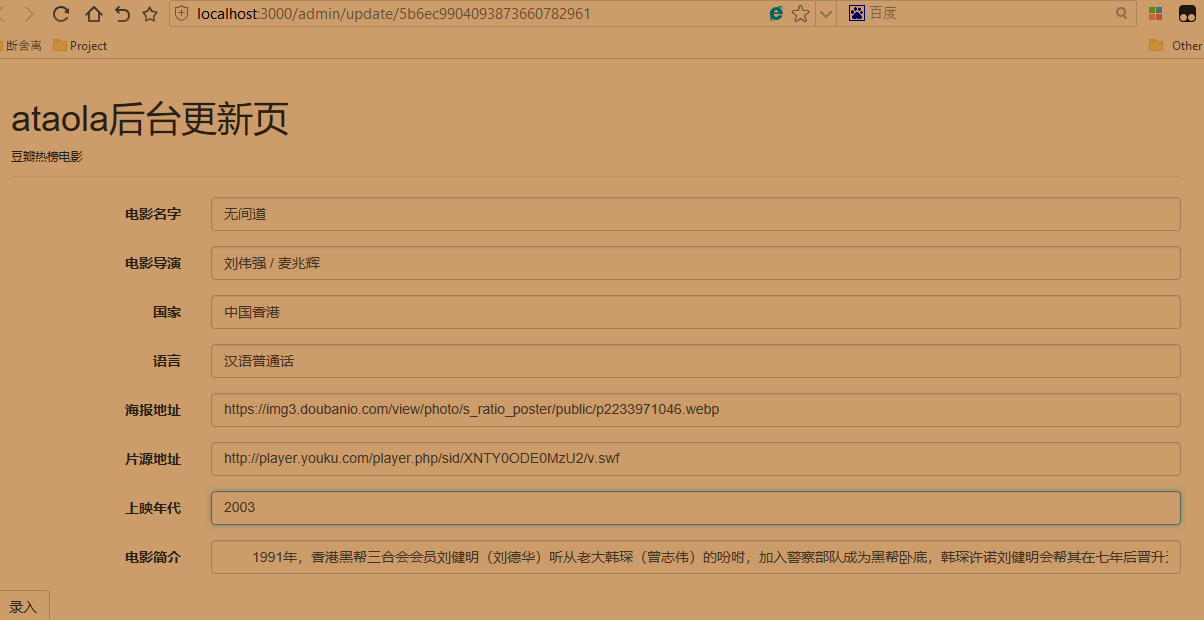 localhost:3000/admin/update/5b6ec9904093873660782961
百度
断舍离
Project
Other
ataola后台更新页
豆瓣热榜电影
电影名字 无间道
电影导演 刘伟强 / 麦兆辉
国家 中国香港
语言 汉语普通话
海报地址 https://img3.doubanio.com/view/photo/s_ratio_poster/public/p2233971046.webp
片源地址 http://player.youku.com/player.php/sid/XNTY0ODE0MzU2/v.swf
上映年代 2003
电影简介 1991年，香港黑帮三合会会员刘健明（刘德华）听从老大韩琛（曾志伟）的吩咐，加入警察部队成为黑帮卧底，韩琛许诺刘健明会帮其在七年后晋升
录入